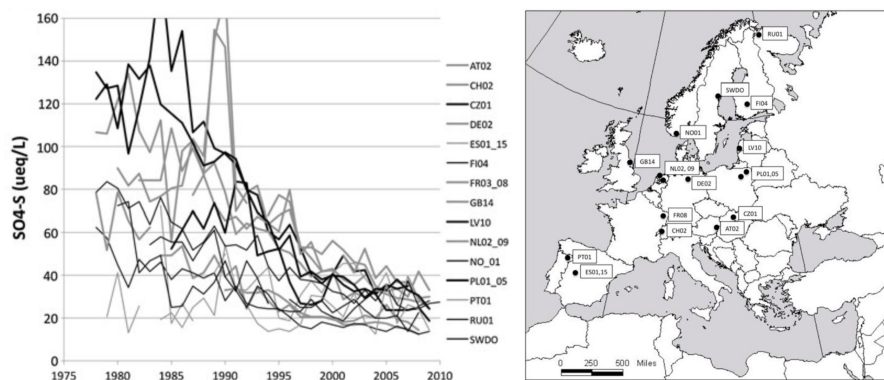 SO4-S (ueq/L)
160
140
120
100
80
60
40
20
0
1975
1980
1985
1990
1995
2000
2005
2010
AT02
CH02
CZ01
DE02
ES01_15
FI04
FR03_08
GB14
LV10
NL02_09
NO_01
PL01_05
PT01
RU01
SWDO
RU01
SWDO
FI04
NO01
LV10
GB14
NL02_09
PL01,05
DE02
FR08
CZ01
CH02
AT02
PT01
ES01,15
0 250 500 Miles